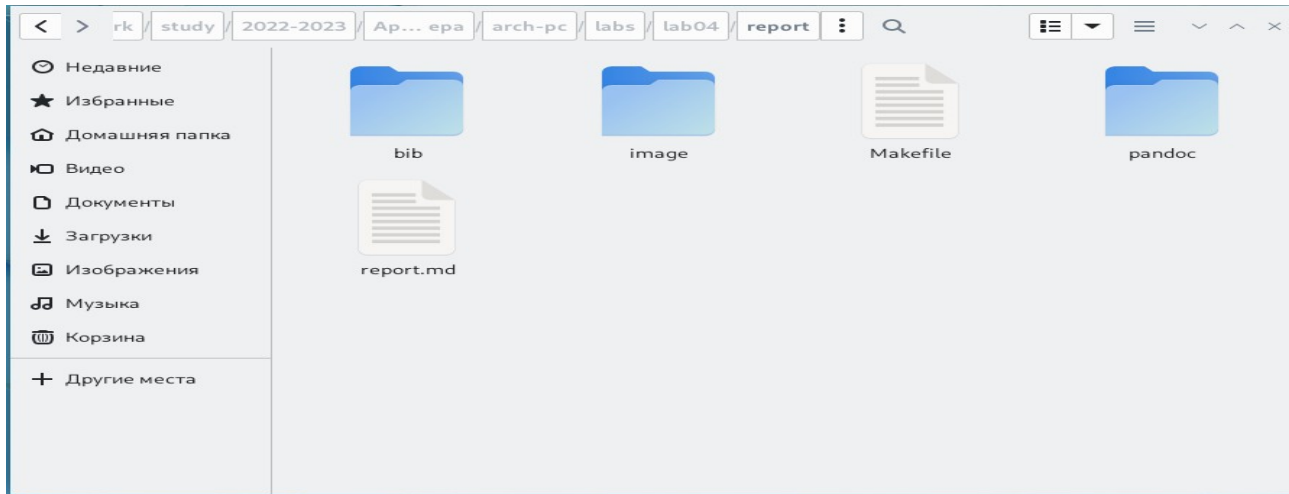 rk / study / 2022-2023 / Ap... epa / arch-pc / labs / lab04 / report
Недавние
Избранные
Домашняя папка
Видео
Документы
Загрузки
Изображения
Музыка
Корзина
Другие места
bib image Makefile pandoc
report.md